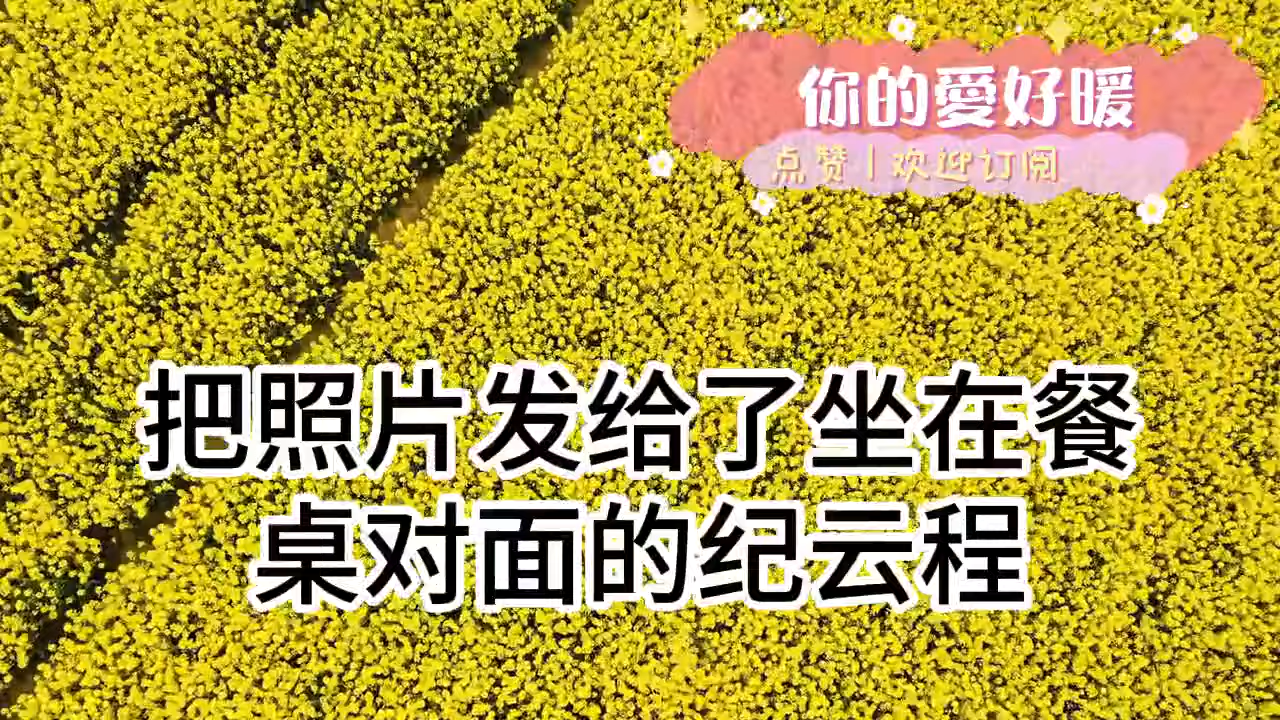 你的愛好暖
点赞 | 欢迎订阅
把照片发给了坐在餐
桌对面的纪云程